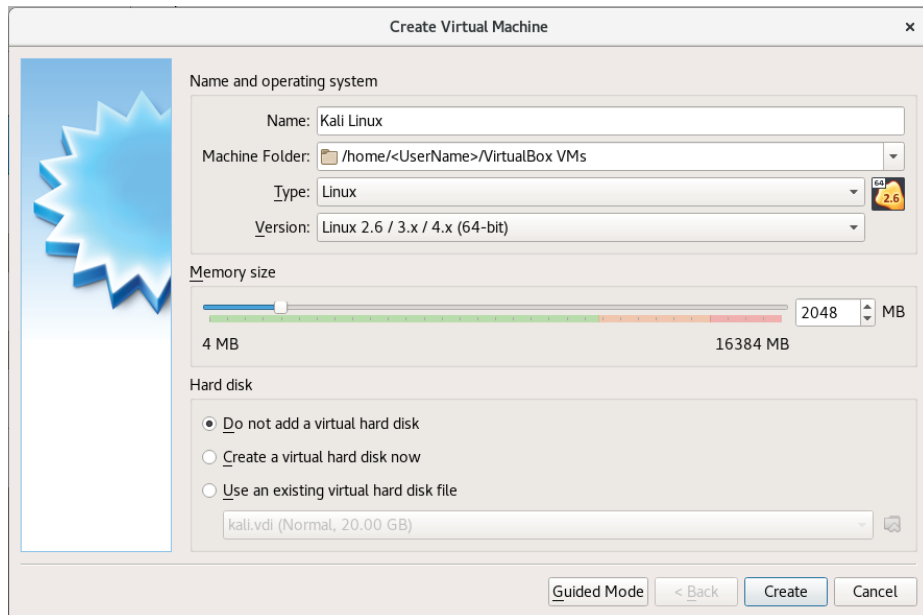 Create Virtual Machine
Name and operating system
Name: Kali Linux
Machine Folder: /home/<UserName>/VirtualBox VMs
Type: Linux
64
2.6
Version: Linux 2.6 / 3.x / 4.x (64-bit)
Memory size
2048 MB
4 MB 16384 MB
Hard disk
Do not add a virtual hard disk
Create a virtual hard disk now
Use an existing virtual hard disk file
kali.vdi (Normal, 20.00 GB)
Guided Mode < Back Create Cancel